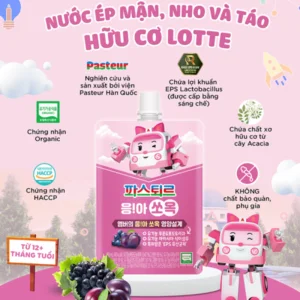 NƯỚC ÉP MẬN, NHO VÀ TÁO
HỮU CƠ LOTTE
Pasteur
Nghiên cứu và
sản xuất bởi viện
Pasteur Hàn Quốc
Chứa lợi khuẩn
EPS Lactobacillus
(được cấp bằng
sáng chế)
Chứng nhận
Organic
Chứa chất xơ
hữu cơ từ
cây Acacia
HACCP
Chứng nhận
HACCP
KHÔNG
chất bảo quản,
phụ gia
파스퇴르
응!아 쏘옥
TỪ 12+
THÁNG TUỔI